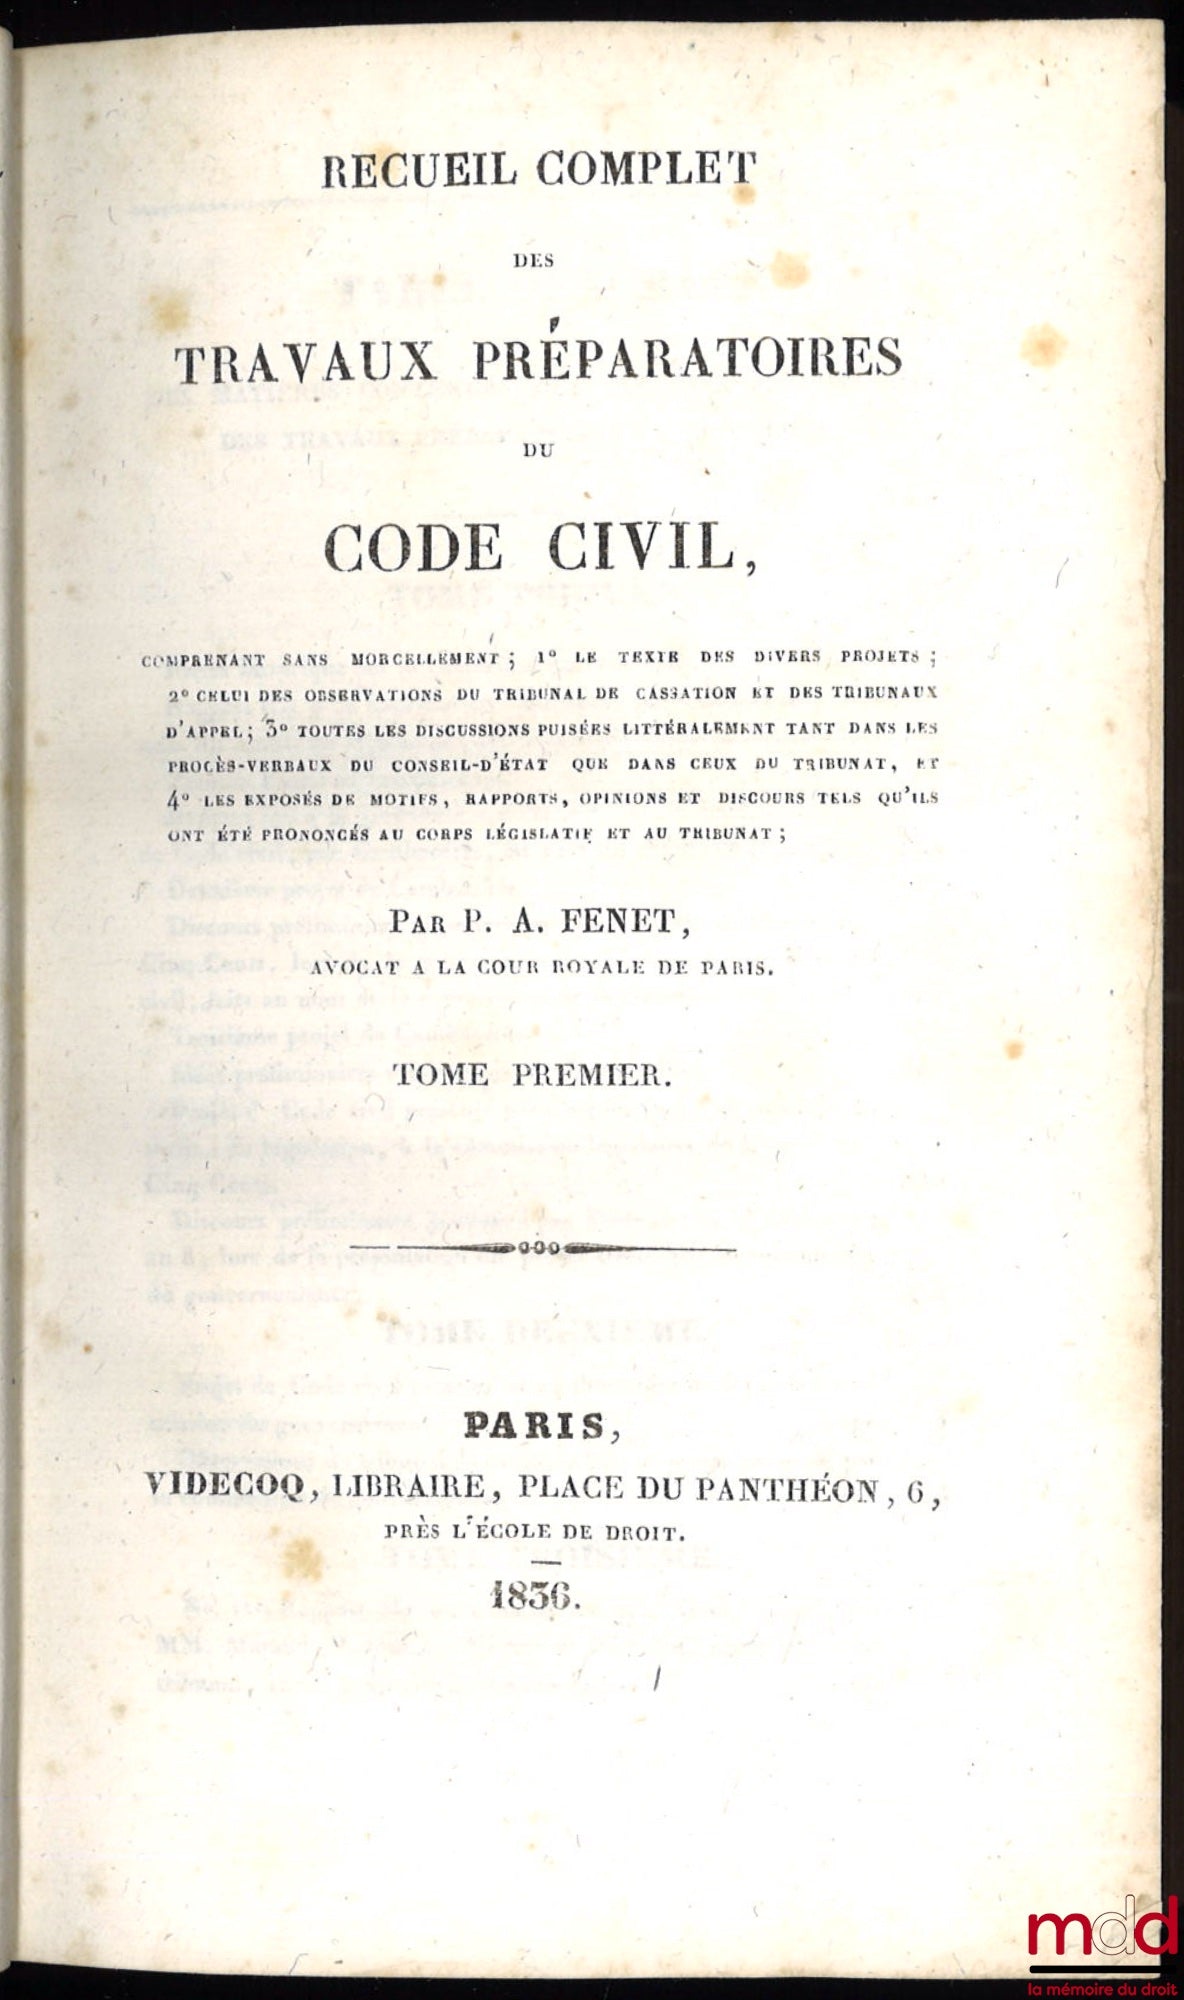 RECUEIL COMPLET
DES
TRAVAUX PRÉPARATOIRES
DU
CODE CIVIL,
COMPRENANT SANS MORCELLEMENT ; 1º LE TEXTE DES DIVERS PROJETS ;
2º CELUI DES OBSERVATIONS DU TRIBUNAL DE CASSATION ET DES TRIBUNAUX
D'APPEL ; 3º TOUTES LES DISCUSSIONS PUISÉES LITTÉRALEMENT TANT DANS LES
PROCÈS-VERBAUX DU CONSEIL-D'ÉTAT QUE DANS CEUX DU TRIBUNAT, ET
4º LES EXPOSÉS DE MOTIFS, RAPPORTS, OPINIONS ET DISCOURS TELS QU'ILS
ONT ÉTÉ PRONONCÉS AU CORPS LÉGISLATIF ET AU TRIBUNAT ;
PAR P. A. FENET,
AVOCAT A LA COUR ROYALE DE PARIS.
TOME PREMIER.
PARIS,
VIDECOQ, LIBRAIRE, PLACE DU PANTHÉON, 6,
PRÈS L'ÉCOLE DE DROIT.
1836.
mdd
la mémoire du droit